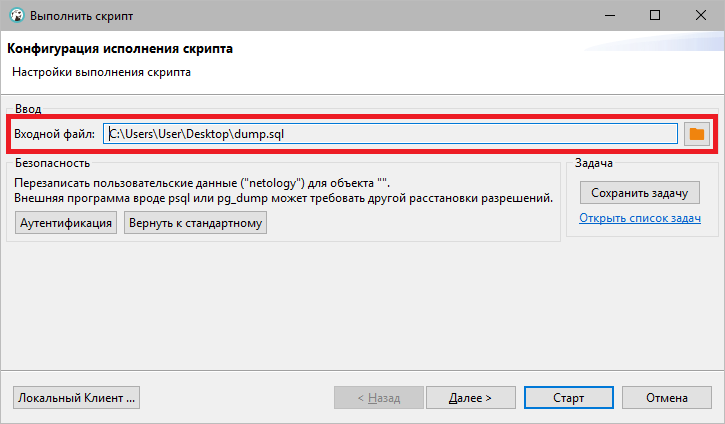 Выполнить скрипт
Конфигурация исполнения скрипта
Настройки выполнения скрипта
Ввод
Входной файл: C:\Users\User\Desktop\dump.sql
Безопасность
Перезаписать пользовательские данные ("netology") для объекта "".
Внешняя программа вроде psql или pg_dump может требовать другой расстановки разрешений.
Аутентификация Вернуть к стандартному
Задача
Сохранить задачу
Открыть список задач
Локальный Клиент ... < Назад Далее > Старт Отмена